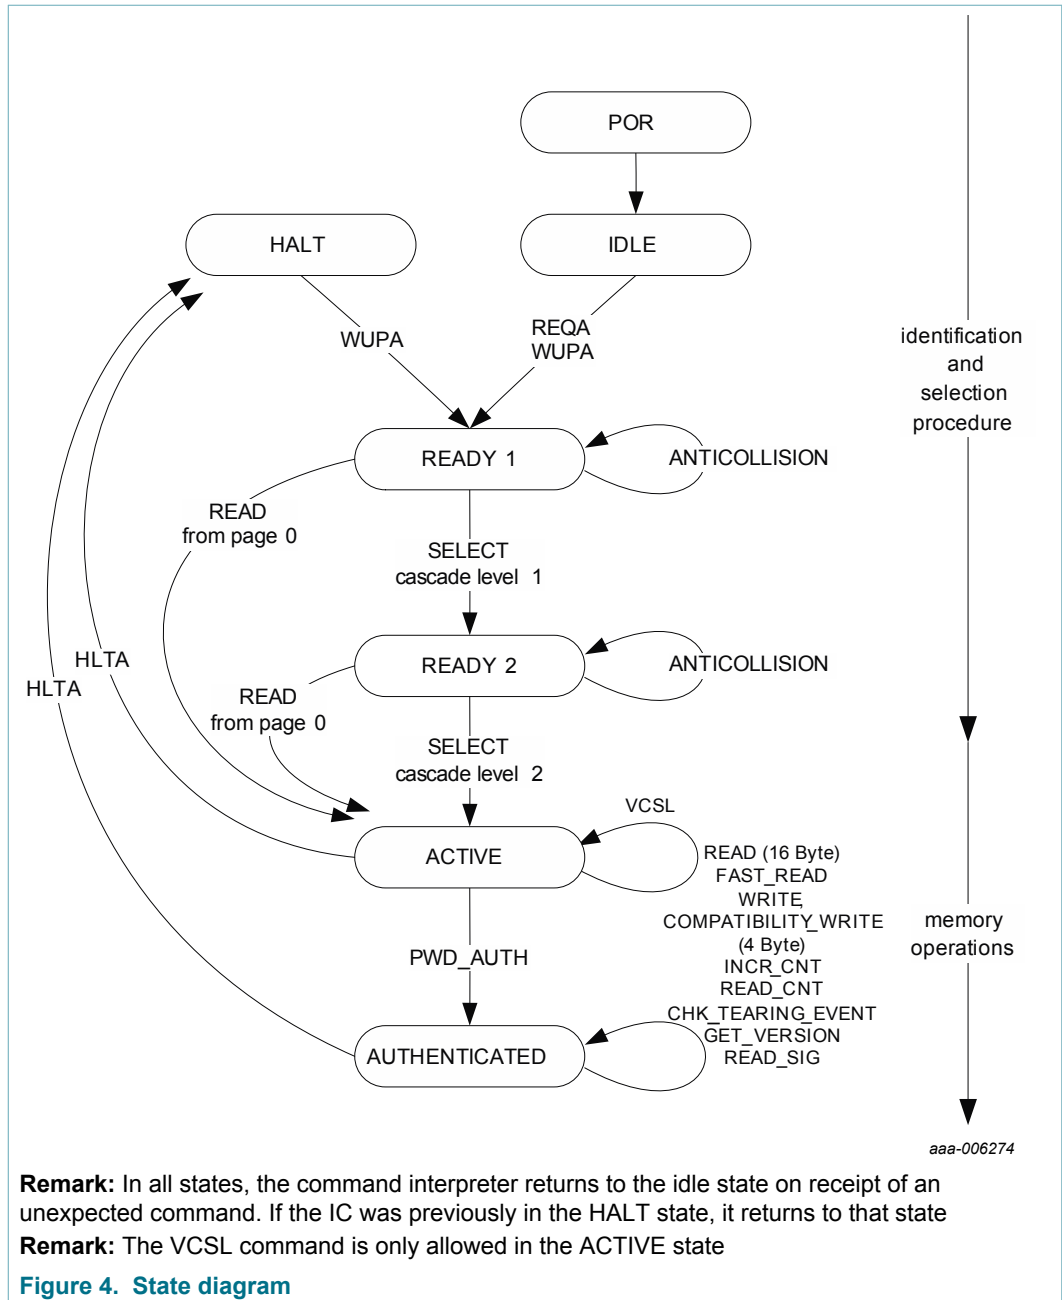 POR
HALT
IDLE
WUPA
REQA
WUPA
identification
and
selection
procedure
READY 1
ANTICOLLISION
READ
from page 0
SELECT
cascade level 1
READY 2
ANTICOLLISION
HLTA
HLTA
READ
from page 0
SELECT
cascade level 2
VCSL
ACTIVE
READ (16 Byte)
FAST_READ
WRITE,
COMPATIBILITY_WRITE
(4 Byte)
INCR_CNT
READ_CNT
CHK_TEARING_EVENT
GET_VERSION
READ_SIG
memory
operations
PWD_AUTH
AUTHENTICATED
aaa-006274
Remark: In all states, the command interpreter returns to the idle state on receipt of an
unexpected command. If the IC was previously in the HALT state, it returns to that state
Remark: The VCSL command is only allowed in the ACTIVE state
Figure 4. State diagram